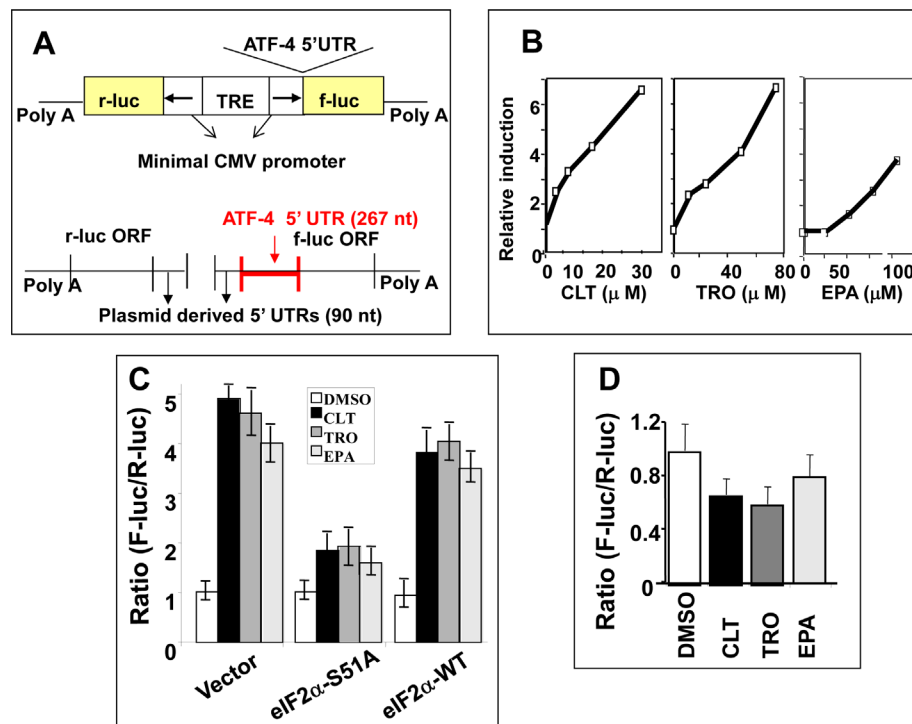 A
ATF-4 5'UTR
r-luc
TRE
f-luc
Poly A
Poly A
Minimal CMV promoter
ATF-4 5' UTR (267 nt)
r-luc ORF
f-luc ORF
Poly A
Poly A
Plasmid derived 5' UTRs (90 nt)
B
Relative induction
6
4
2
0
0 10 20 30
CLT (μ M)
0 40 80
TRO (μ M)
0 50 100
EPA (μM)
C
Ratio (F-luc/R-luc)
5
4
3
2
1
0
DMSO
CLT
TRO
EPA
Vector
eIF2α-S51A
eIF2α-WT
D
Ratio (F-luc/R-luc)
1.2
0.8
0.4
0
DMSO
CLT
TRO
EPA